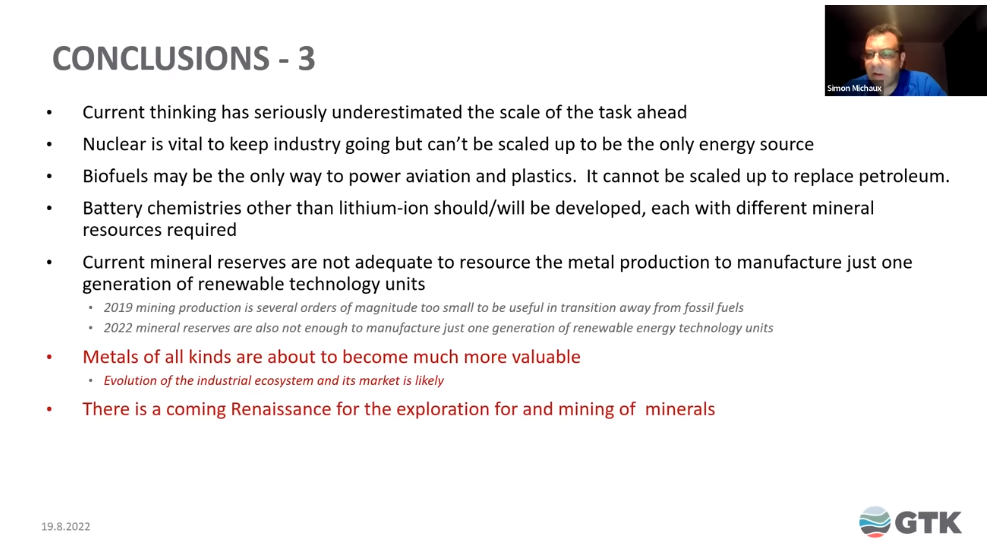 CONCLUSIONS - 3
Simon Michaux
• Current thinking has seriously underestimated the scale of the task ahead
• Nuclear is vital to keep industry going but can't be scaled up to be the only energy source
• Biofuels may be the only way to power aviation and plastics.  It cannot be scaled up to replace petroleum.
• Battery chemistries other than lithium-ion should/will be developed, each with different mineral
resources required
• Current mineral reserves are not adequate to resource the metal production to manufacture just one
generation of renewable technology units
• 2019 mining production is several orders of magnitude too small to be useful in transition away from fossil fuels
• 2022 mineral reserves are also not enough to manufacture just one generation of renewable energy technology units
• Metals of all kinds are about to become much more valuable
• Evolution of the industrial ecosystem and its market is likely
• There is a coming Renaissance for the exploration for and mining of  minerals
19.8.2022
GTK